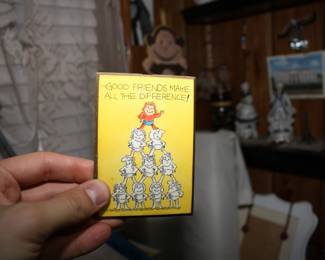 GOOD FRIENDS MAKE
ALL THE DIFFERENCE!